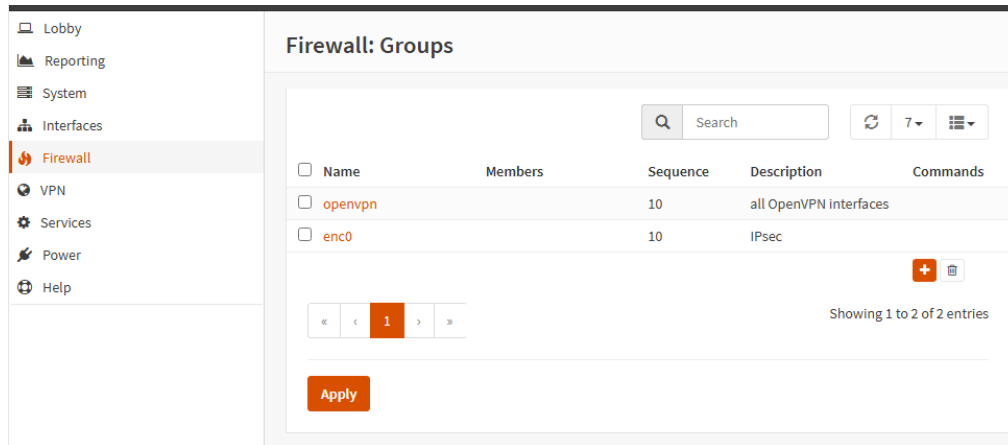 Lobby
Reporting
System
Interfaces
Firewall
VPN
Services
Power
Help
Firewall: Groups
Search
7
Name Members Sequence Description Commands
openvpn 10 all OpenVPN interfaces
enc0 10 IPsec
« ‹ 1 › »
Showing 1 to 2 of 2 entries
Apply